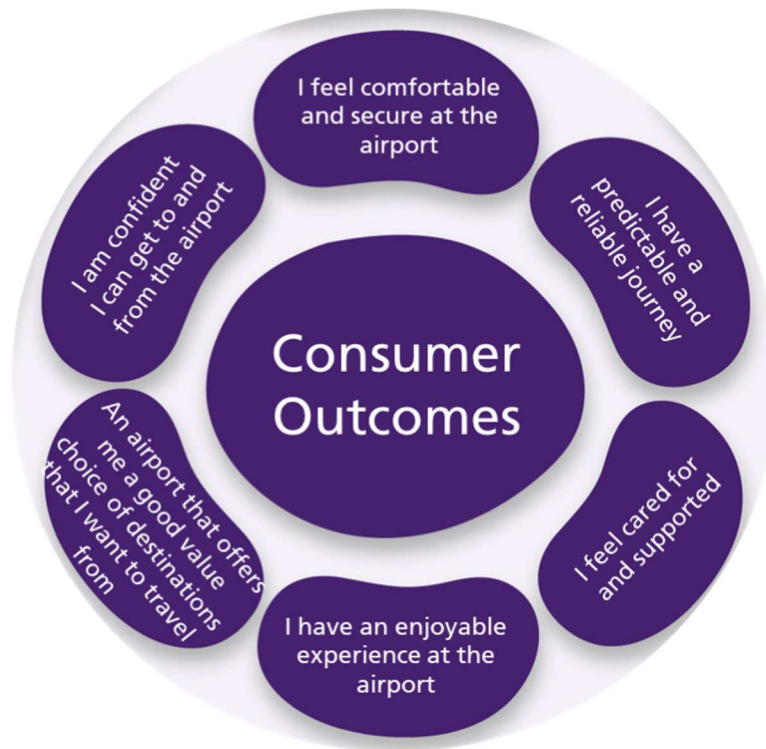 I feel comfortable
and secure at the
airport
I have a
predictable and
reliable journey
I feel cared for
and supported
I have an enjoyable
experience at the
airport
An airport that offers
me a good value
choice of destinations
that I want to travel
from
I am confident
I can get to and
from the airport
Consumer
Outcomes